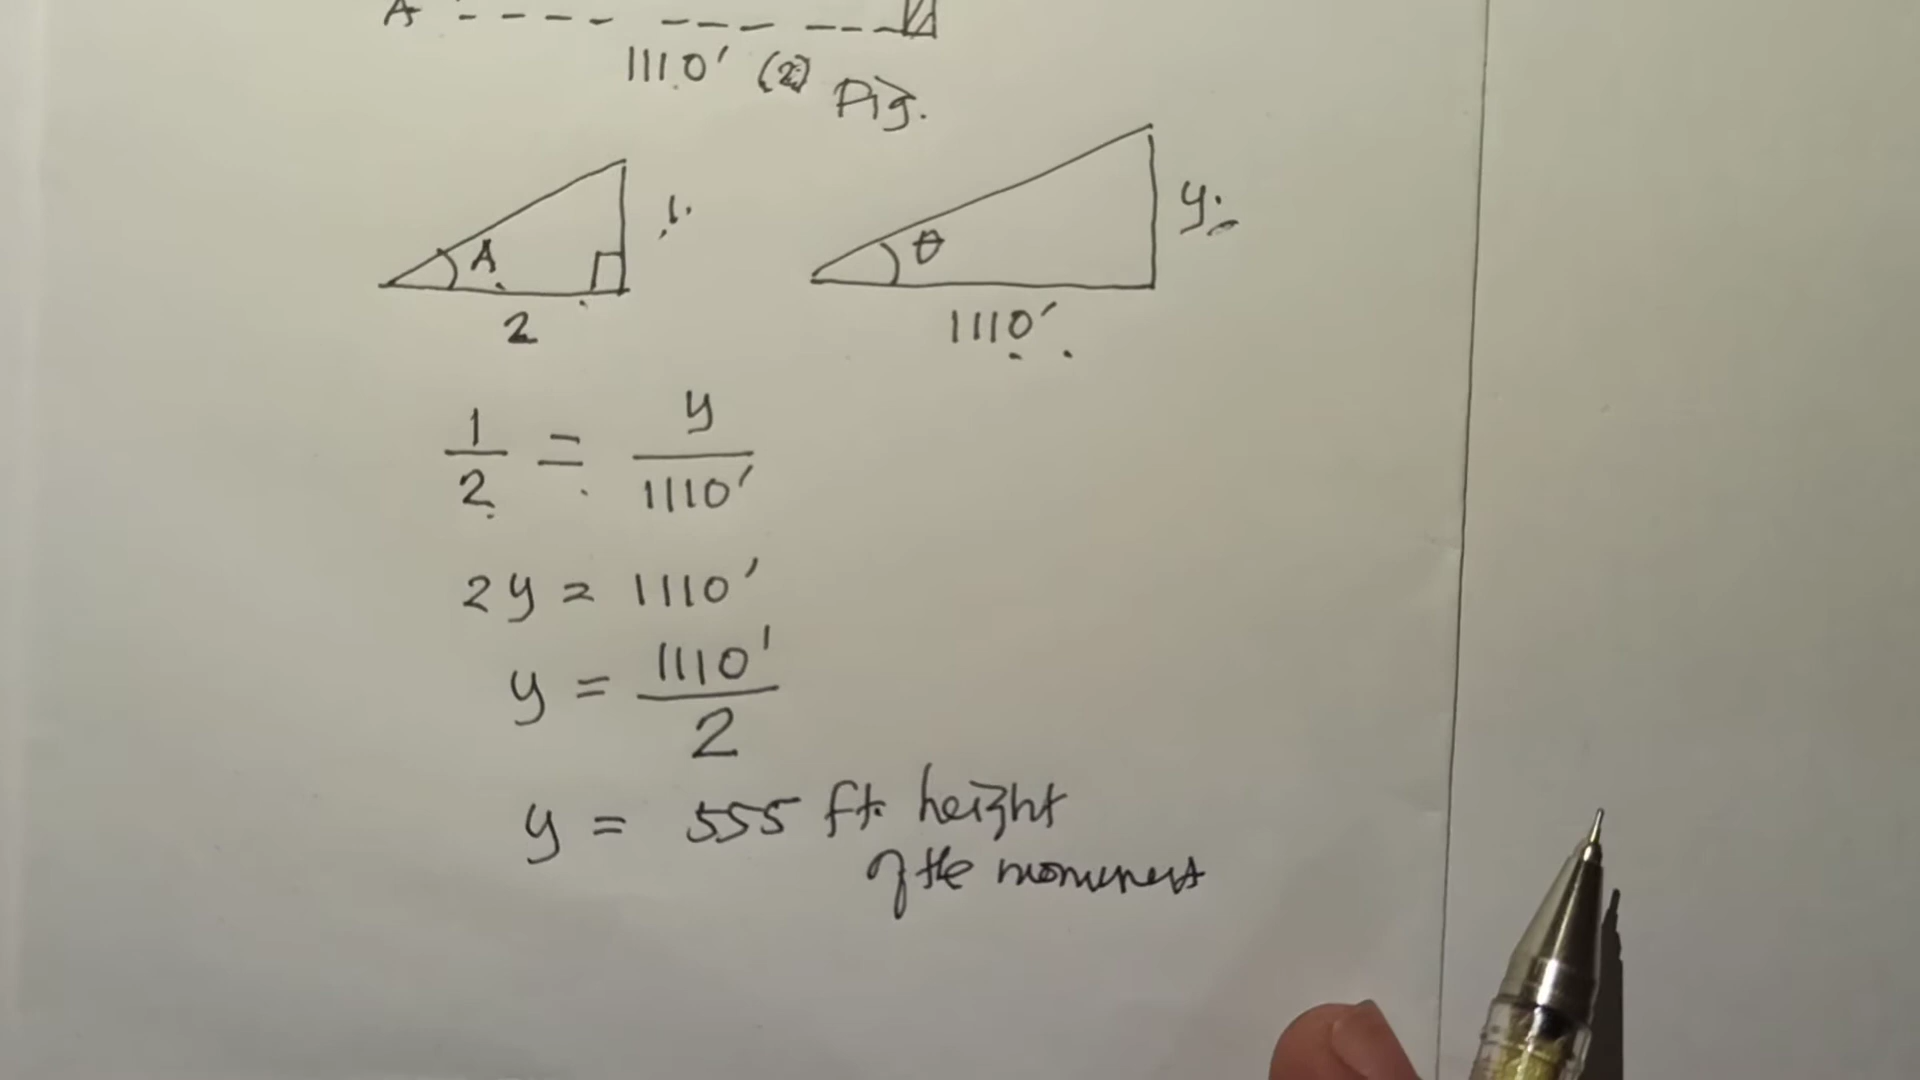 A
1110' (2)
Fig.
A
1.
2
θ
y.
1110'
1/2 = y/1110'
2y = 1110'
y = 1110'/2
y = 555 ft. height
of the monument